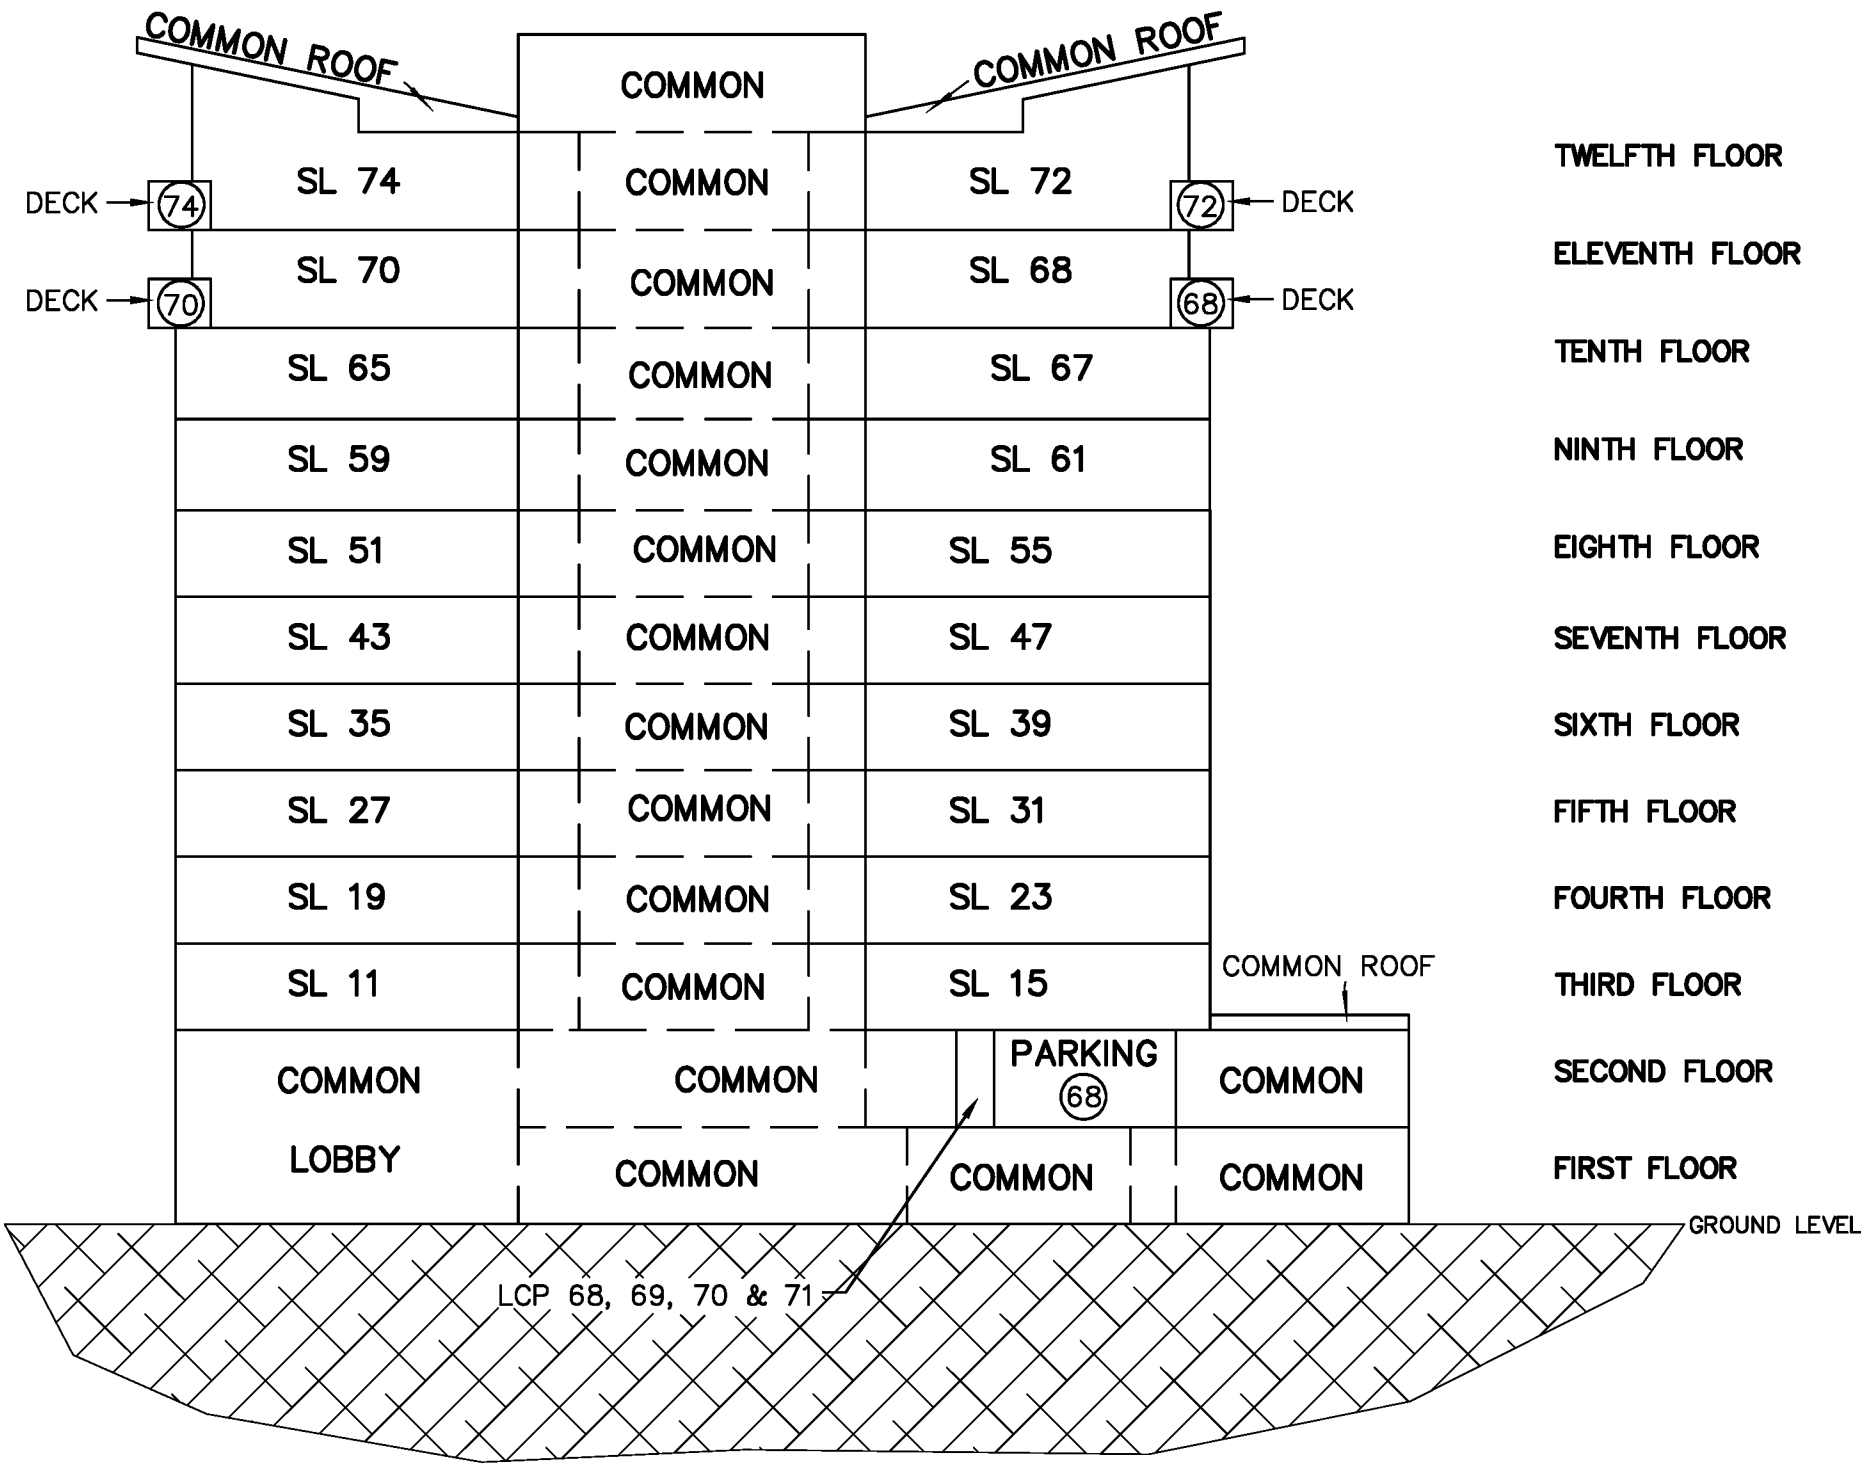 COMMON ROOF
COMMON
COMMON ROOF
SL 74
COMMON
SL 72
TWELFTH FLOOR
DECK
74
72
DECK
SL 70
COMMON
SL 68
ELEVENTH FLOOR
DECK
70
68
DECK
SL 65
COMMON
SL 67
TENTH FLOOR
SL 59
COMMON
SL 61
NINTH FLOOR
SL 51
COMMON
SL 55
EIGHTH FLOOR
SL 43
COMMON
SL 47
SEVENTH FLOOR
SL 35
COMMON
SL 39
SIXTH FLOOR
SL 27
COMMON
SL 31
FIFTH FLOOR
SL 19
COMMON
SL 23
FOURTH FLOOR
COMMON ROOF
SL 11
COMMON
SL 15
THIRD FLOOR
COMMON
COMMON
PARKING
68
COMMON
SECOND FLOOR
LOBBY
COMMON
COMMON
COMMON
FIRST FLOOR
GROUND LEVEL
LCP 68, 69, 70 & 71